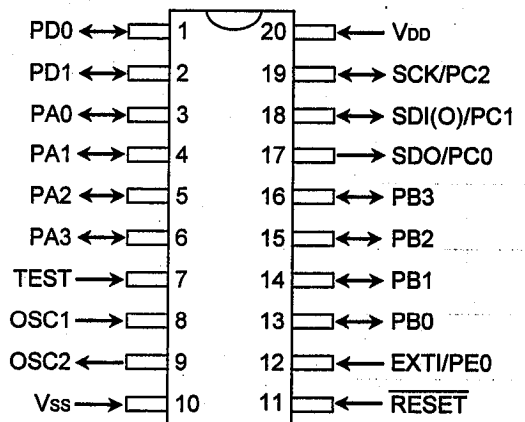 PD0 1 20 VDD
PD1 2 19 SCK/PC2
PA0 3 18 SDI(O)/PC1
PA1 4 17 SDO/PC0
PA2 5 16 PB3
PA3 6 15 PB2
TEST 7 14 PB1
OSC1 8 13 PB0
OSC2 9 12 EXTI/PE0
Vss 10 11 RESET